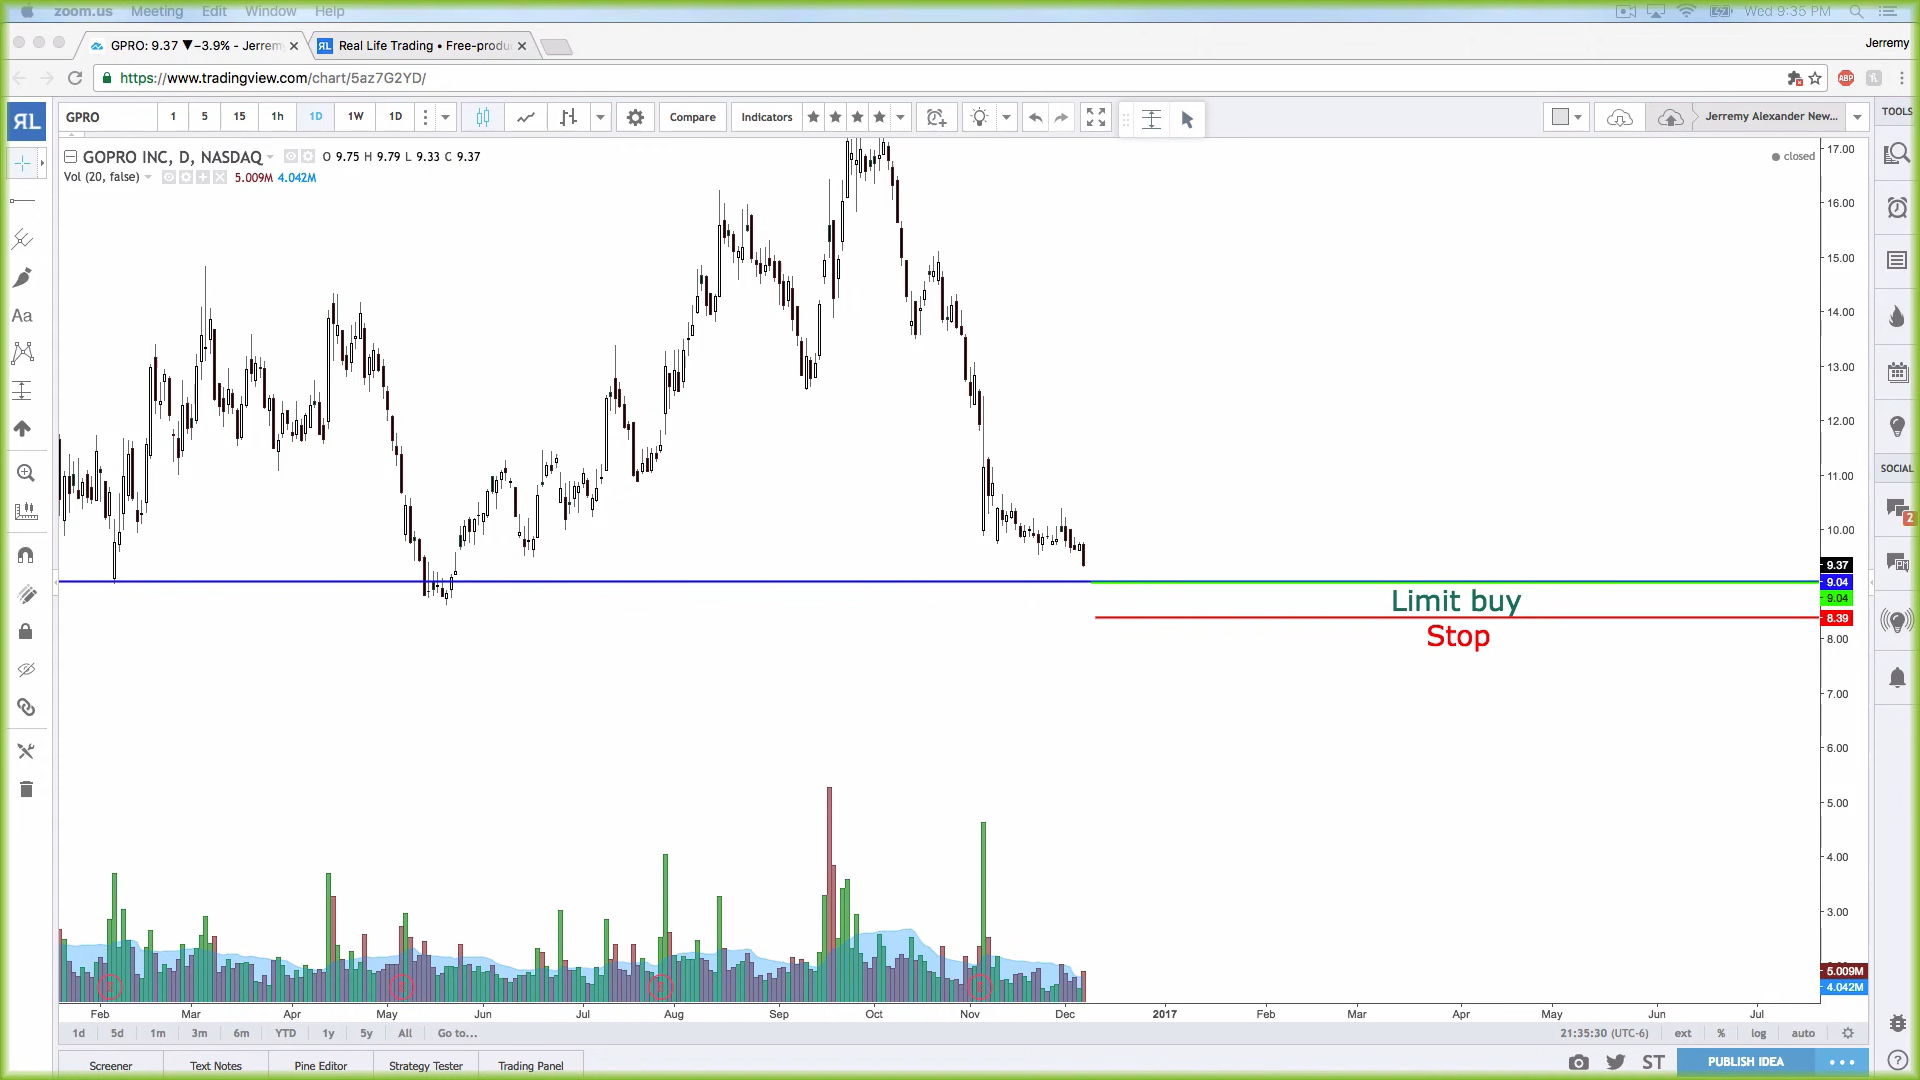 zoom.us Meeting Edit Window Help Wed 9:35 PM
GPRO: 9.37 ▼−3.9% - Jerrem Real Life Trading • Free-produ Jerremy
https://www.tradingview.com/chart/5az7G2YD/ ABP
RL GPRO 1 5 15 1h 1D 1W 1D Compare Indicators Jerremy Alexander New... TOOLS
GOPRO INC, D, NASDAQ O 9.75 H 9.79 L 9.33 C 9.37 closed
Vol (20, false) 5.009M 4.042M
17.00
16.00
15.00
14.00
13.00
12.00
11.00
10.00
9.37
9.04
9.04
8.39
8.00
7.00
6.00
5.00
4.00
3.00
5.009M
4.042M
Aa
Limit buy
Stop
SOCIAL
2
Feb Mar Apr May Jun Jul Aug Sep Oct Nov Dec 2017 Feb Mar Apr May Jun Jul
1d 5d 1m 3m 6m YTD 1y 5y All Go to... 21:35:30 (UTC-6) ext % log auto
Screener Text Notes Pine Editor Strategy Tester Trading Panel ST PUBLISH IDEA